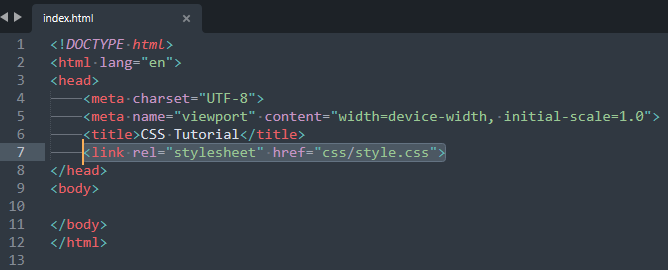 index.html ×
1 <!DOCTYPE html>
2 <html lang="en">
3 <head>
4 <meta charset="UTF-8">
5 <meta name="viewport" content="width=device-width, initial-scale=1.0">
6 <title>CSS Tutorial</title>
7 <link rel="stylesheet" href="css/style.css">
8 </head>
9 <body>
10
11 </body>
12 </html>
13